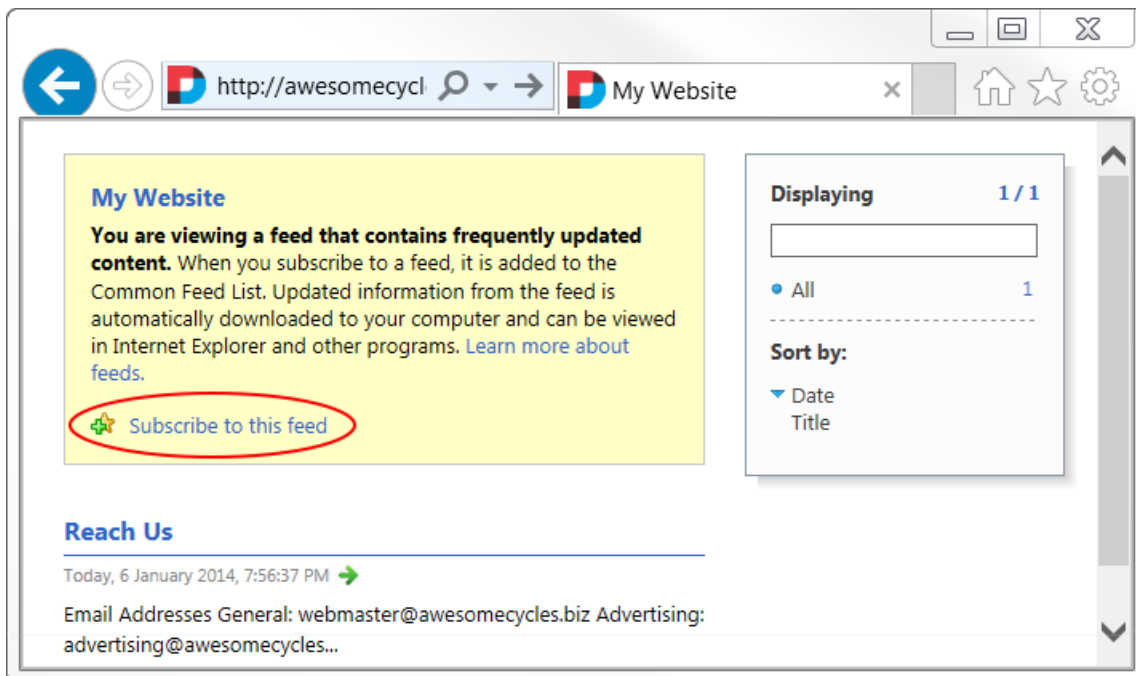 http://awesomecycl
My Website
My Website
You are viewing a feed that contains frequently updated
content. When you subscribe to a feed, it is added to the
Common Feed List. Updated information from the feed is
automatically downloaded to your computer and can be viewed
in Internet Explorer and other programs. Learn more about
feeds.
Subscribe to this feed
Displaying 1 / 1
All 1
Sort by:
Date
Title
Reach Us
Today, 6 January 2014, 7:56:37 PM
Email Addresses General: webmaster@awesomecycles.biz Advertising:
advertising@awesomecycles...